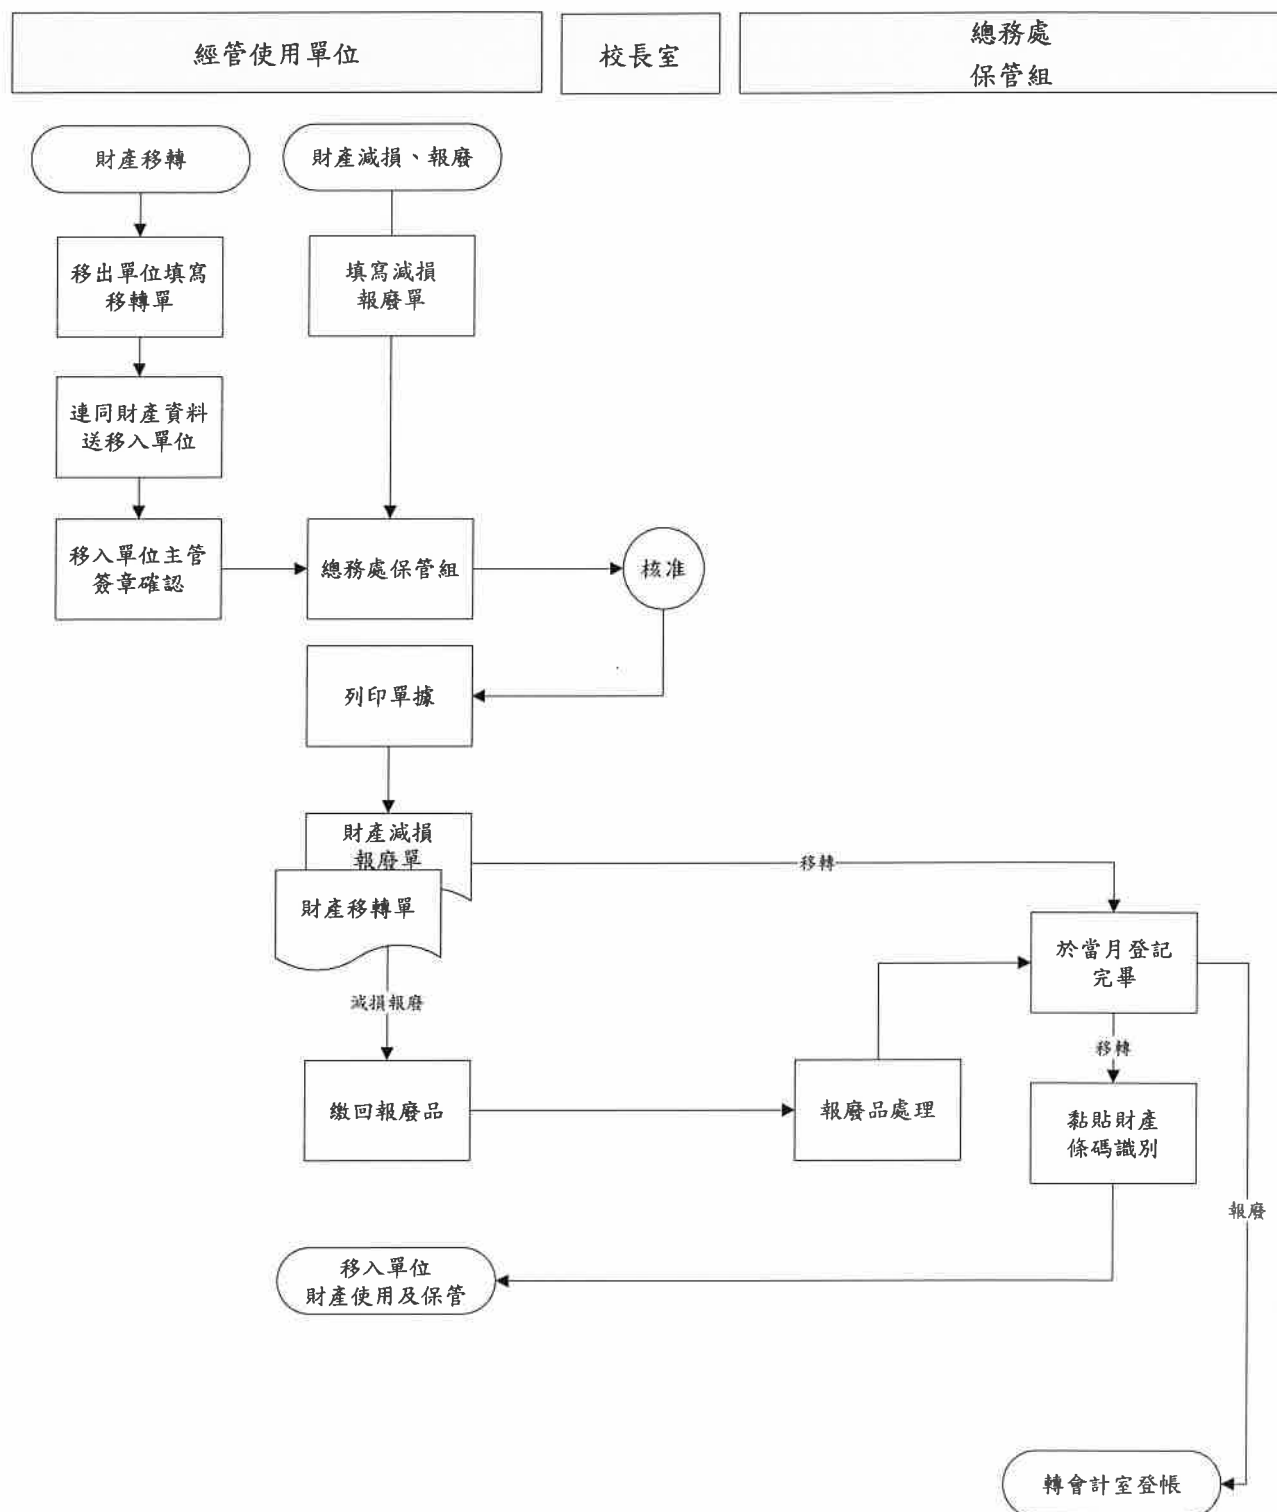 經管使用單位
校長室
總務處
保管組
財產移轉
財產減損、報廢
移出單位填寫
移轉單
填寫減損
報廢單
連同財產資料
送移入單位
移入單位主管
簽章確認
總務處保管組
核准
列印單據
財產減損
報廢單
財產移轉單
移轉
於當月登記
完畢
減損報廢
移轉
繳回報廢品
報廢品處理
黏貼財產
條碼識別
報廢
移入單位
財產使用及保管
轉會計室登帳